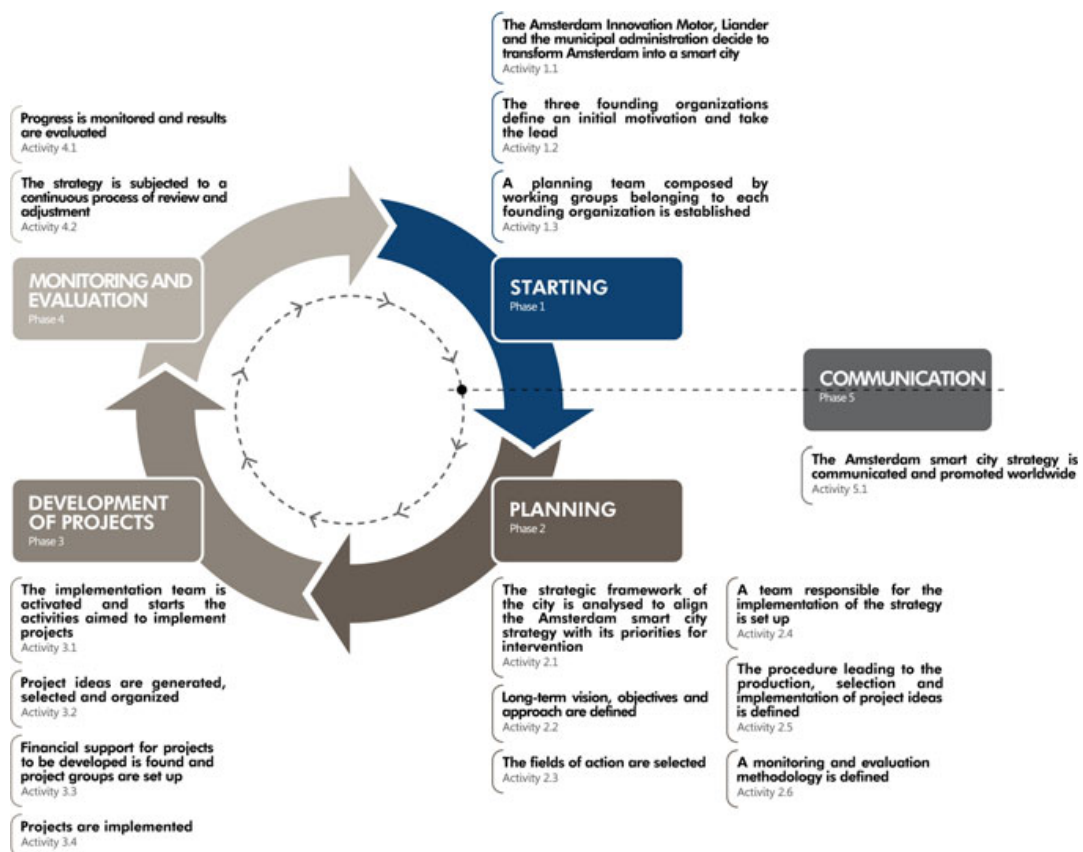 The Amsterdam Innovation Motor, Liander
and the municipal administration decide to
transform Amsterdam into a smart city
Activity 1.1
The three founding organizations
define an initial motivation and take
the lead
Activity 1.2
A planning team composed by
working groups belonging to each
founding organization is established
Activity 1.3
Progress is monitored and results
are evaluated
Activity 4.1
The strategy is subjected to a
continuous process of review and
adjustment
Activity 4.2
MONITORING AND
EVALUATION
Phase 4
STARTING
Phase 1
COMMUNICATION
Phase 5
The Amsterdam smart city strategy is
communicated and promoted worldwide
Activity 5.1
DEVELOPMENT
OF PROJECTS
Phase 3
PLANNING
Phase 2
The implementation team is
activated and starts the
activities aimed to implement
projects
Activity 3.1
Project ideas are generated,
selected and organized
Activity 3.2
Financial support for projects
to be developed is found and
project groups are set up
Activity 3.3
Projects are implemented
Activity 3.4
The strategic framework of
the city is analysed to align
the Amsterdam smart city
strategy with its priorities for
intervention
Activity 2.1
Long-term vision, objectives and
approach are defined
Activity 2.2
The fields of action are selected
Activity 2.3
A team responsible for the
implementation of the strategy
is set up
Activity 2.4
The procedure leading to the
production, selection and
implementation of project ideas
is defined
Activity 2.5
A monitoring and evaluation
methodology is defined
Activity 2.6